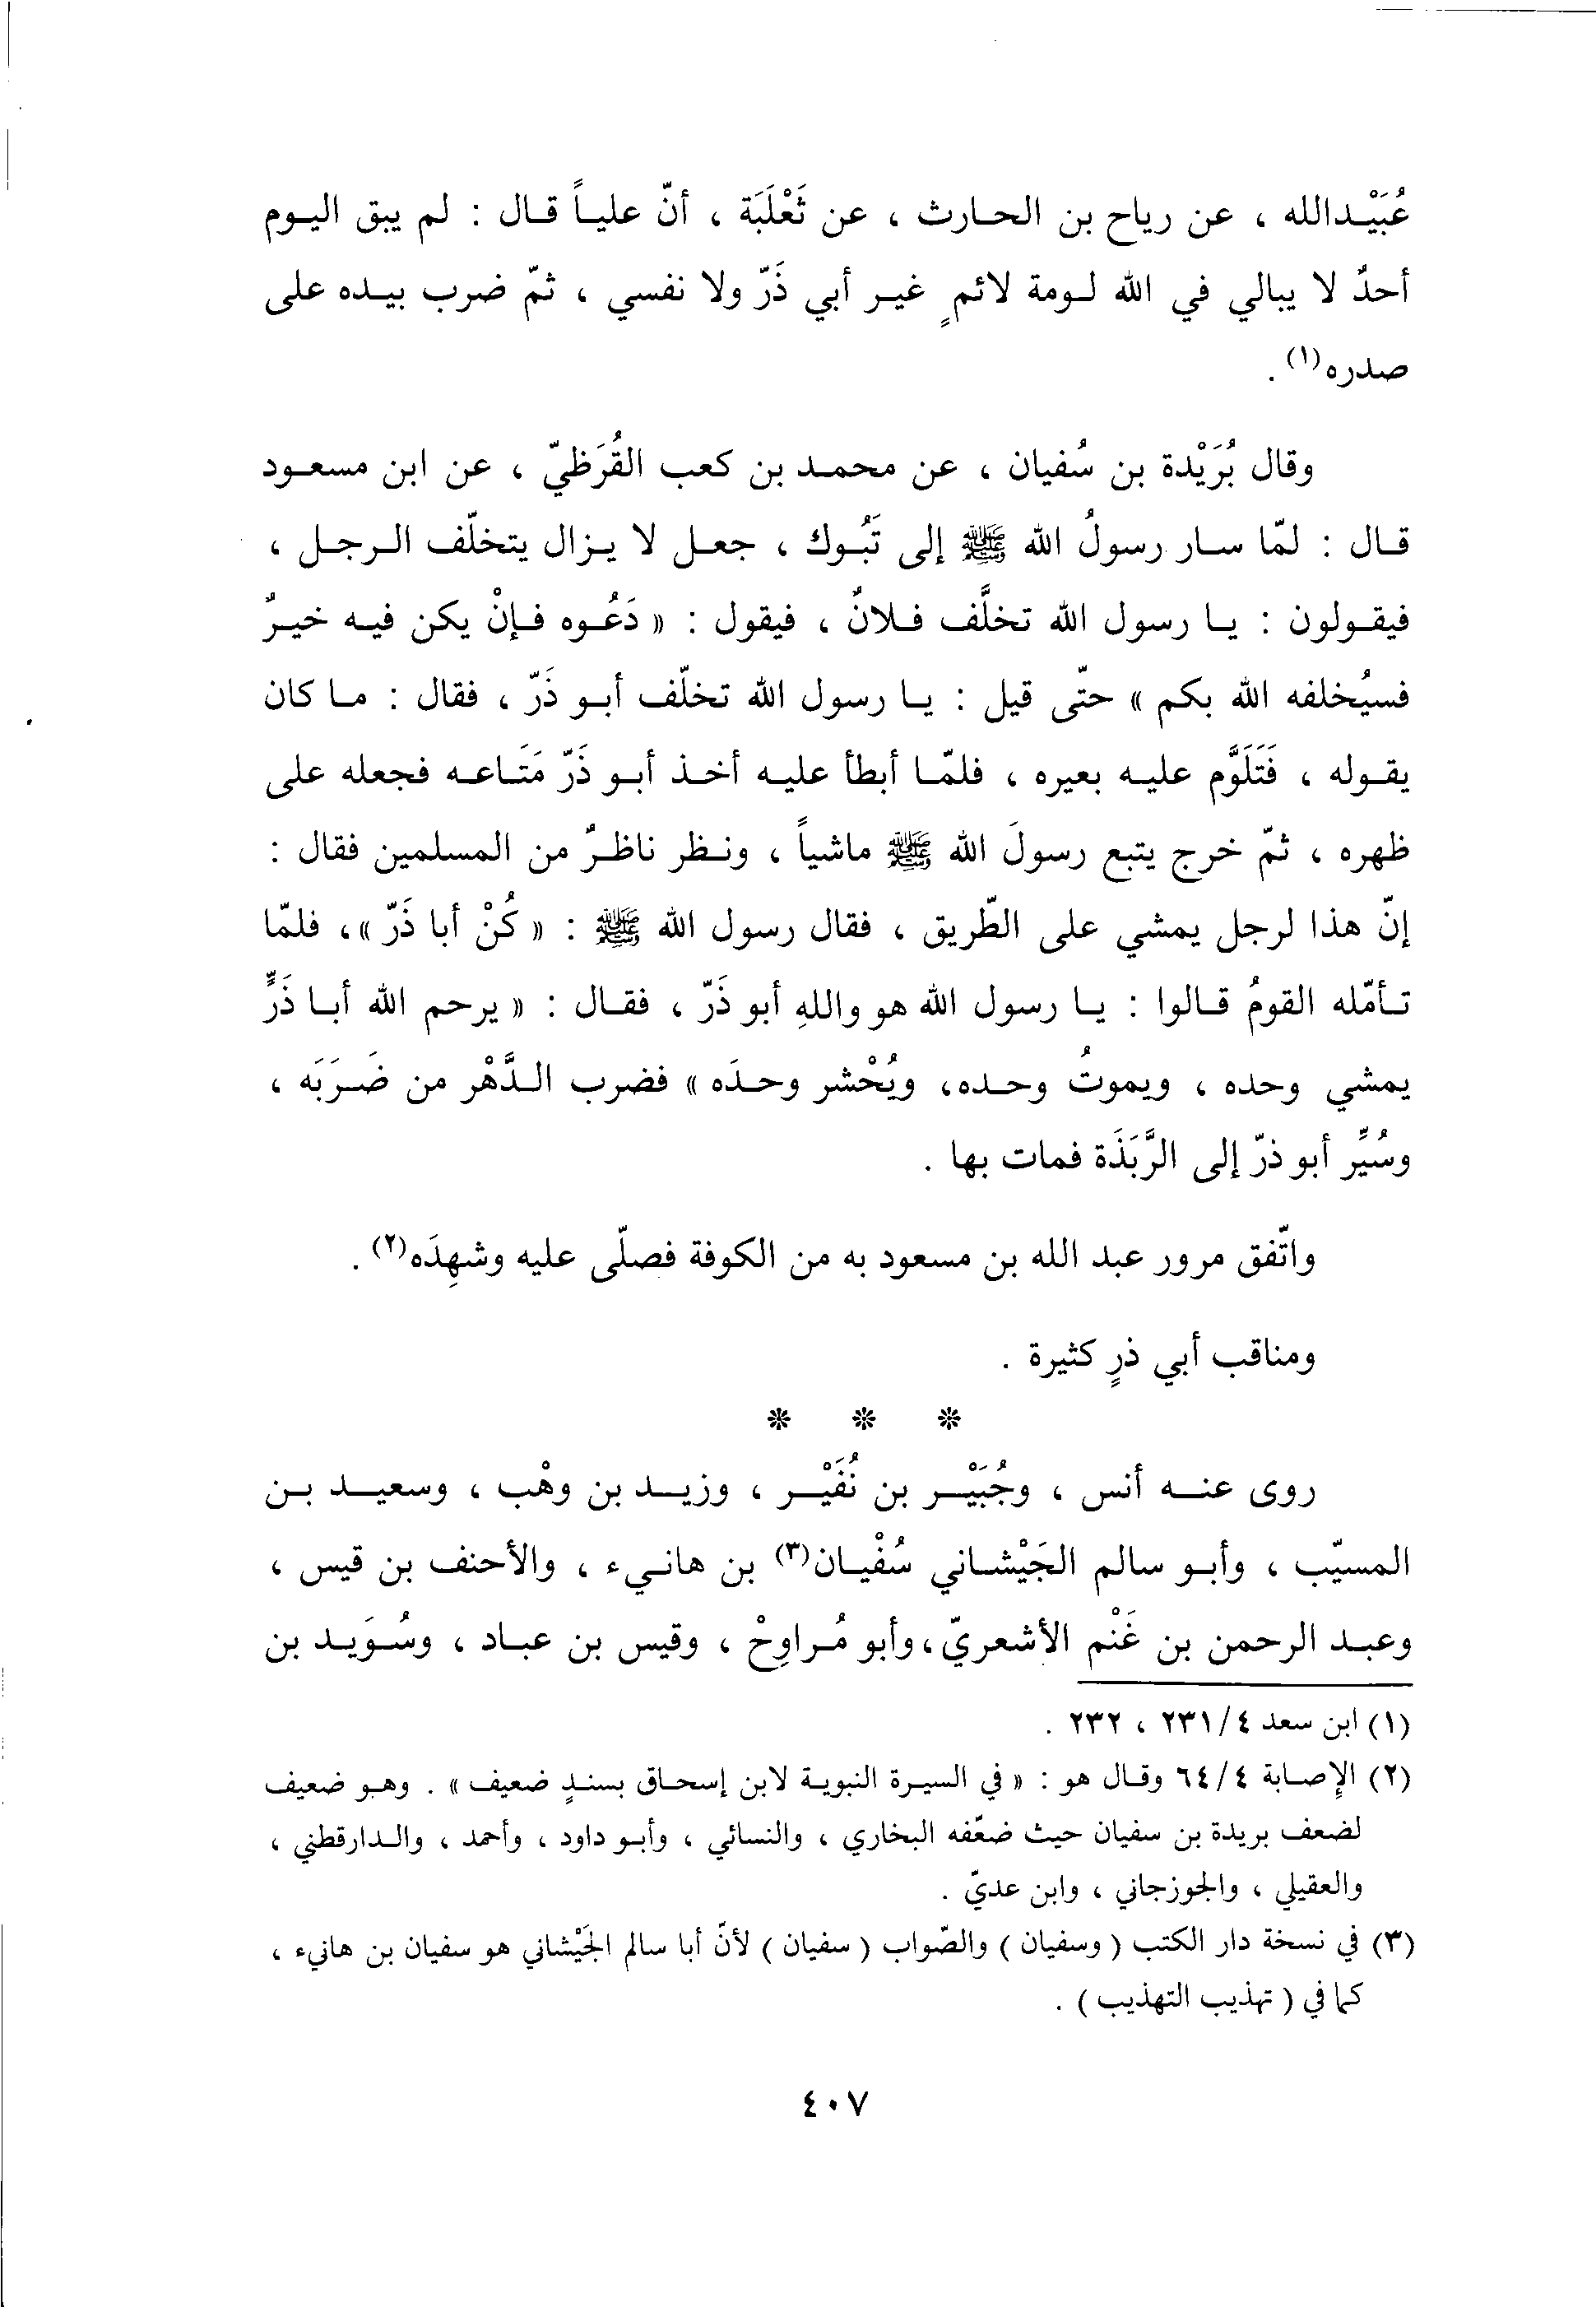 عُبَيْدالله ، عن رياح بن الحارث ، عن ثَعْلَبَة ، أنّ علياً قال : لم يبق اليوم
أحدٌ لا يبالي في الله لومة لائمٍ غير أبي ذَرّ ولا نفسي ، ثمّ ضرب بيده على
صدره(١) .
وقال بُرَيْدة بن سُفيان ، عن محمد بن كعب القُرَظيّ ، عن ابن مسعود
قال : لمّا سار رسولُ الله ﷺ إلى تَبُوك ، جعل لا يزال يتخلّف الرجل ،
فيقولون : يا رسول الله تخلَّف فلانٌ ، فيقول : « دَعُوه فإنْ يكن فيه خيرٌ
فسيُخلفه الله بكم » حتّى قيل : يا رسول الله تخلّف أبو ذَرّ ، فقال : ما كان
يقوله ، فَتَلَوَّم عليه بعيره ، فلمّا أبطأ عليه أخذ أبو ذَرّ مَتَاعه فجعله على
ظهره ، ثمّ خرج يتبع رسولَ الله ﷺ ماشياً ، ونظر ناظرٌ من المسلمين فقال :
إنّ هذا لرجل يمشي على الطّريق ، فقال رسول الله ﷺ : « كُنْ أبا ذَرّ »، فلمّا
تأمّله القومُ قالوا : يا رسول الله هو واللهِ أبو ذَرّ ، فقال : « يرحم الله أبا ذَرٍّ
يمشي وحده ، ويموتُ وحده، ويُحْشر وحدَه » فضرب الدَّهْر من ضَرَبَه ،
وسُيِّر أبو ذرّ إلى الرَّبَذَة فمات بها .
واتّفق مرور عبد الله بن مسعود به من الكوفة فصلّى عليه وشهِدَه(٢) .
ومناقب أبي ذرٍ كثيرة .
* * *
روى عنه أنس ، وجُبَيْر بن نُفَيْر ، وزيد بن وهْب ، وسعيد بن
المسيّب ، وأبو سالم الجَيْشاني سُفْيان(٣) بن هانيء ، والأحنف بن قيس ،
وعبد الرحمن بن غَنْم الأشعريّ، وأبو مُراوِحْ ، وقيس بن عباد ، وسُوَيد بن
(١) ابن سعد ٤/ ٢٣١ ، ٢٣٢ .
(٢) الإصابة ٤/ ٦٤ وقال هو : « في السيرة النبوية لابن إسحاق بسندٍ ضعيف » . وهو ضعيف
لضعف بريدة بن سفيان حيث ضعّفه البخاري ، والنسائي ، وأبو داود ، وأحمد ، والدارقطني ،
والعقيلي ، والجوزجاني ، وابن عديّ .
(٣) في نسخة دار الكتب ( وسفيان ) والصّواب ( سفيان ) لأنّ أبا سالم الجَيْشاني هو سفيان بن هانيء ،
كما في ( تهذيب التهذيب ) .
٤٠٧